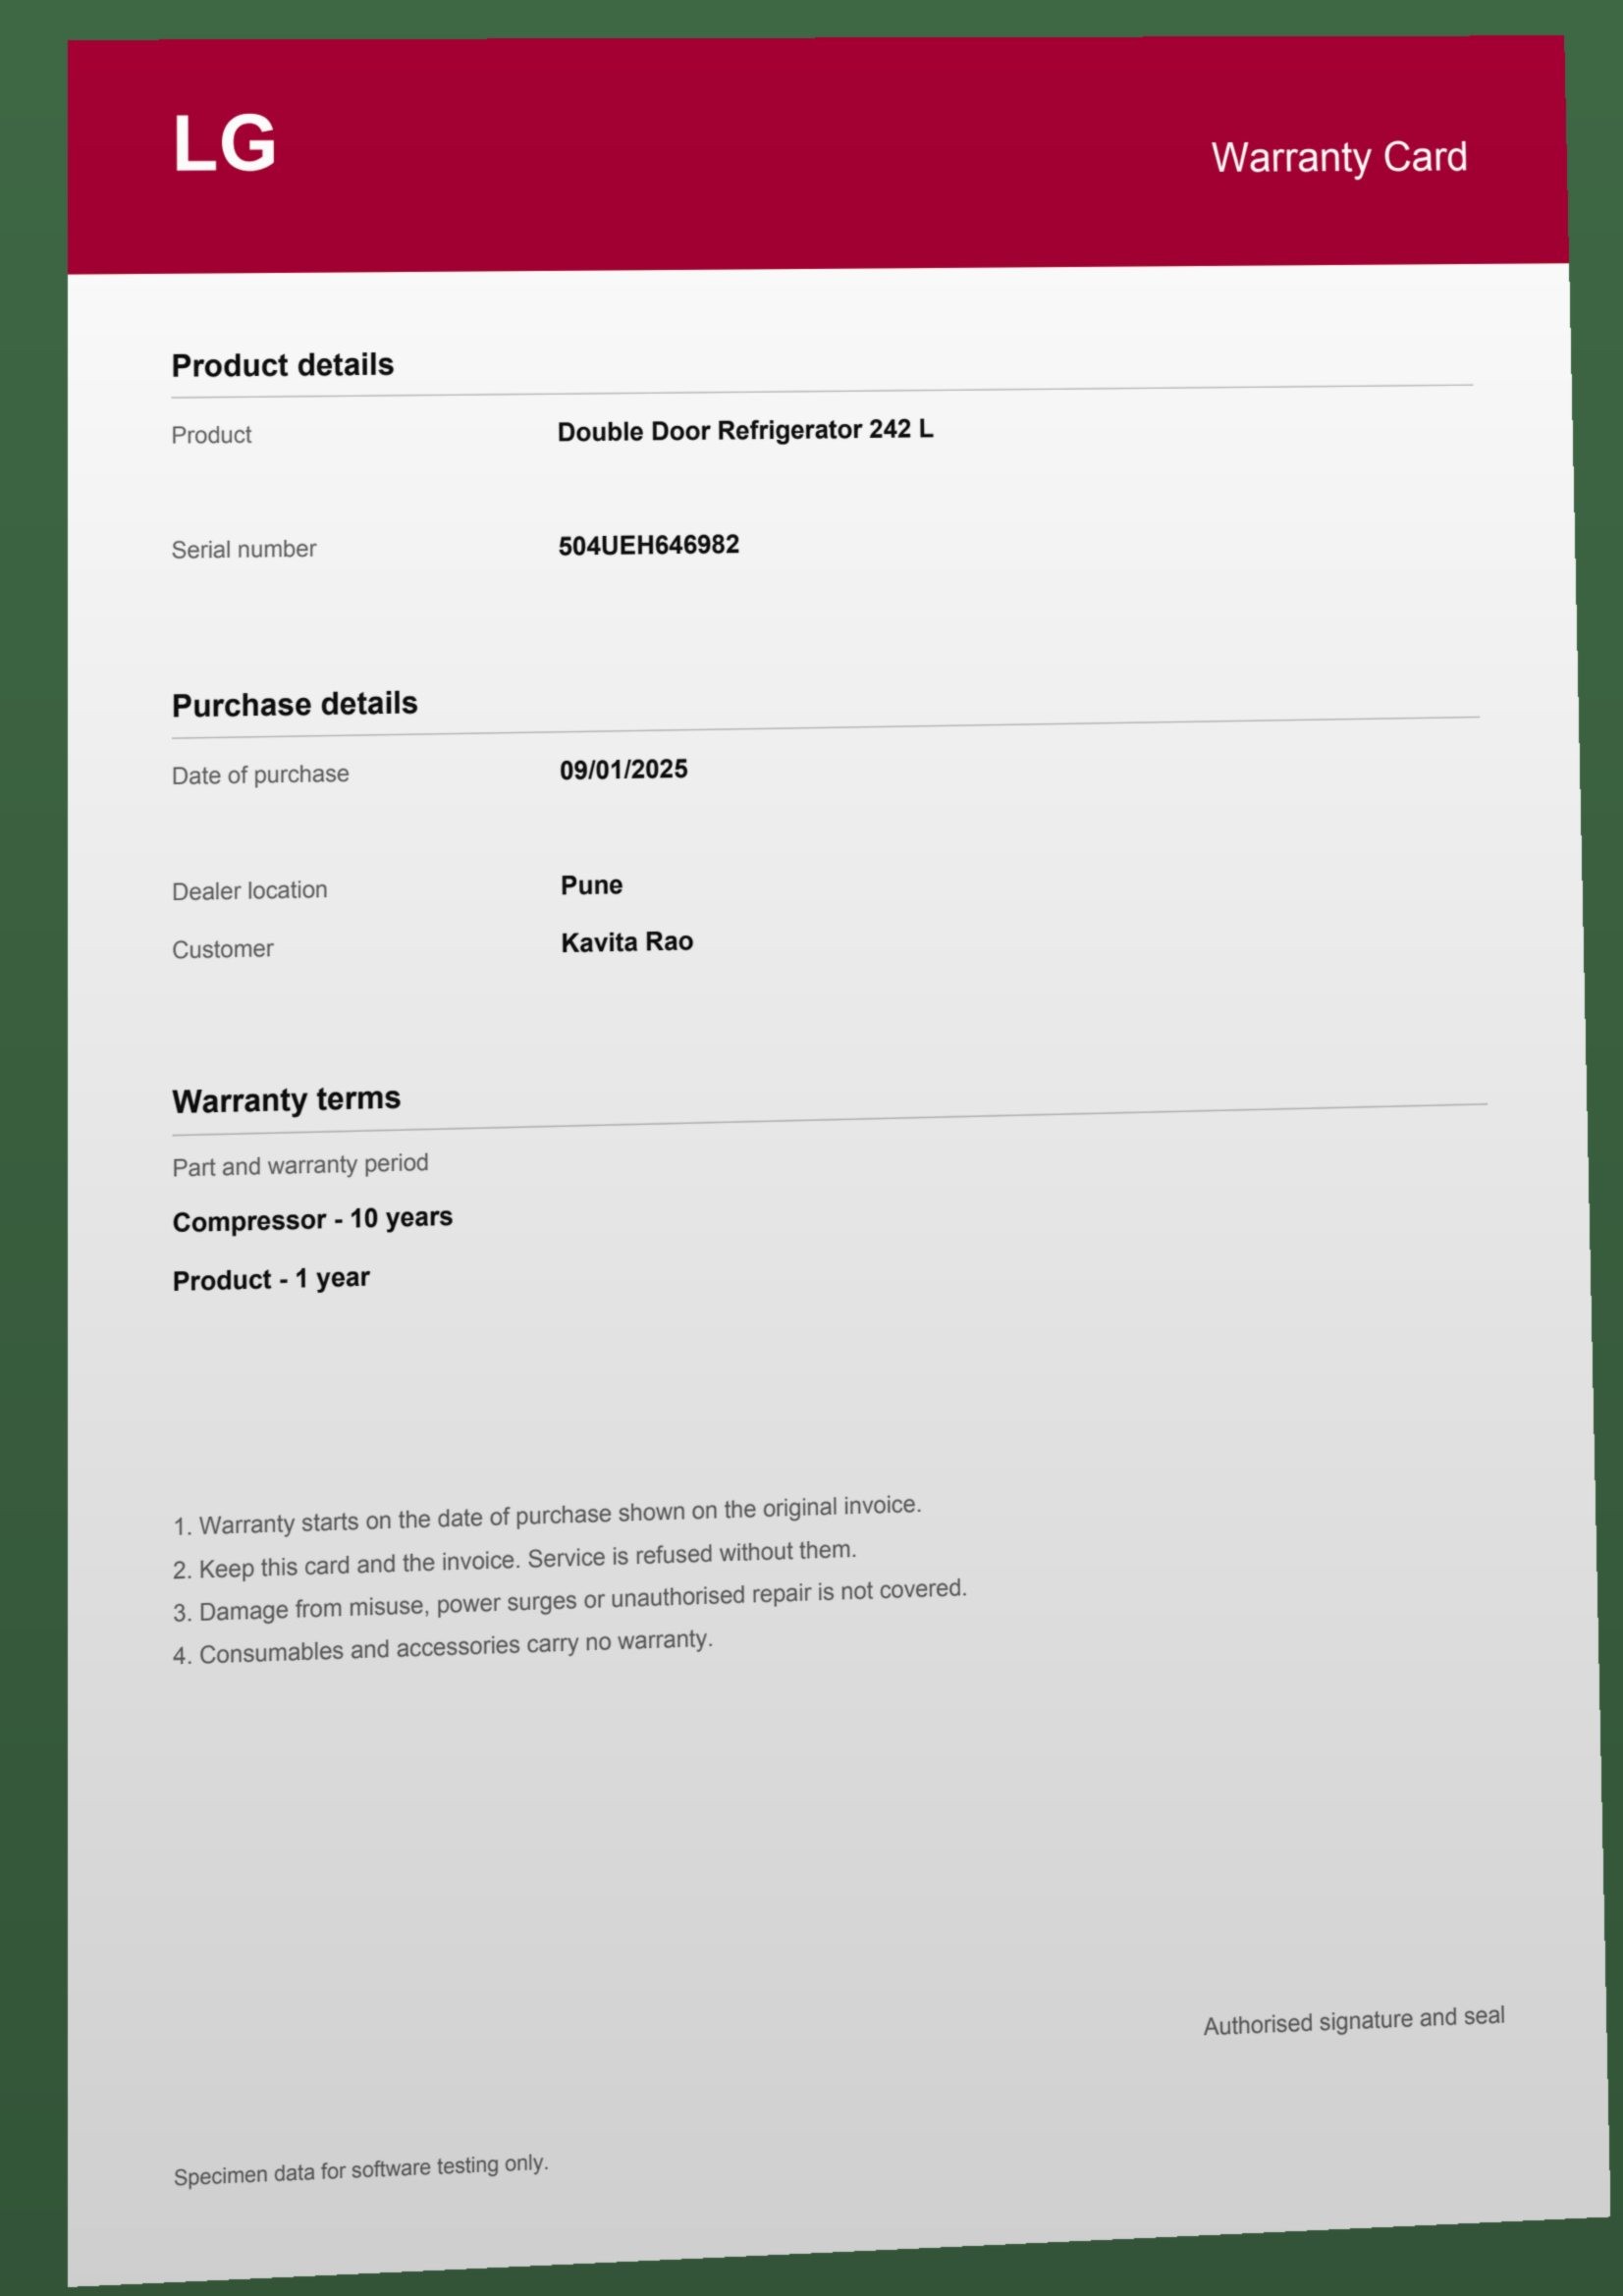 LG
Warranty Card
Product details
Product Double Door Refrigerator 242 L
Serial number 504UEH646982
Purchase details
Date of purchase 09/01/2025
Dealer location Pune
Customer Kavita Rao
Warranty terms
Part and warranty period
Compressor - 10 years
Product - 1 year
1. Warranty starts on the date of purchase shown on the original invoice.
2. Keep this card and the invoice. Service is refused without them.
3. Damage from misuse, power surges or unauthorised repair is not covered.
4. Consumables and accessories carry no warranty.
Authorised signature and seal
Specimen data for software testing only.